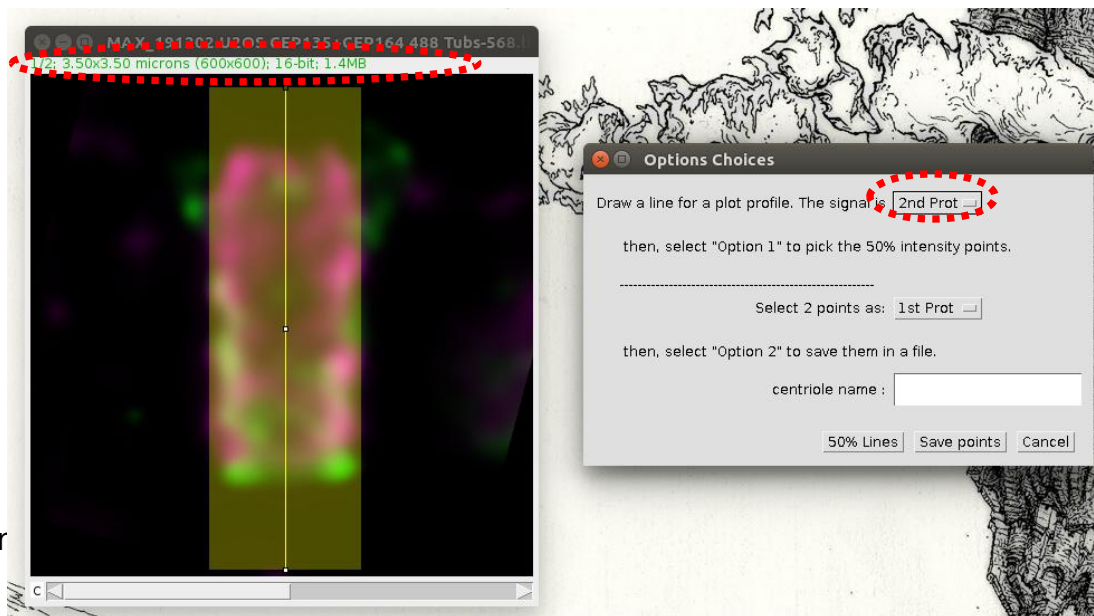 MAX_191202 U2OS CEP135+CEP164 488 Tubs-568.
1/2; 3.50x3.50 microns (600x600); 16-bit; 1.4MB
Options Choices
Draw a line for a plot profile. The signal is 2nd Prot
then, select "Option 1" to pick the 50% intensity points.
--------------------------------------------------------
Select 2 points as: 1st Prot
then, select "Option 2" to save them in a file.
centriole name :
50% Lines Save points Cancel
r
C